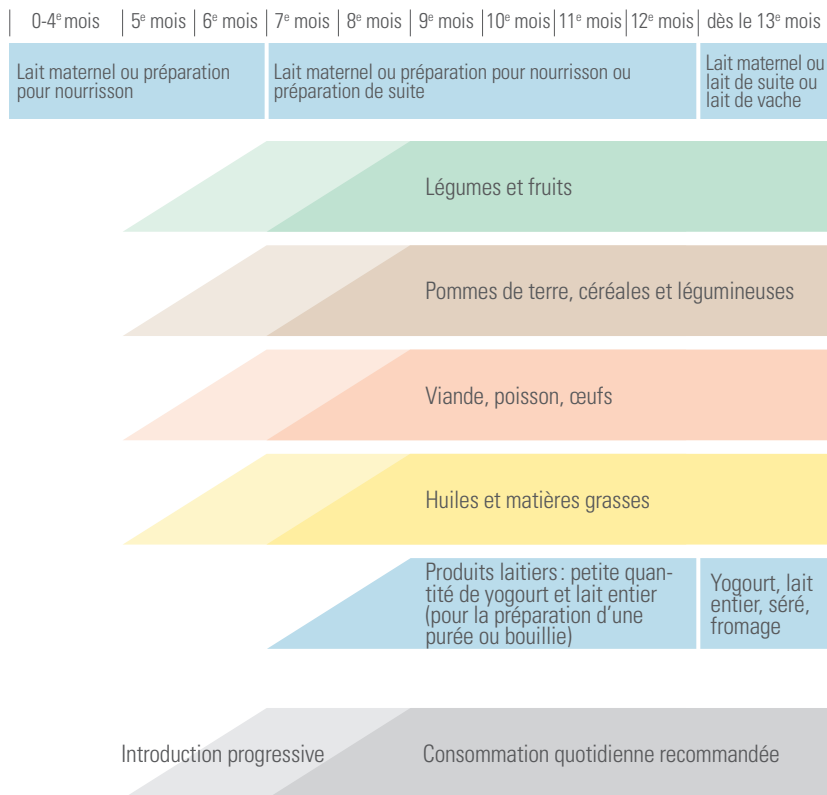 0-4e mois 5e mois 6e mois 7e mois 8e mois 9e mois 10e mois 11e mois 12e mois dès le 13e mois
Lait maternel ou préparation
pour nourrisson
Lait maternel ou préparation pour nourrisson ou
préparation de suite
Lait maternel ou
lait de suite ou
lait de vache
Légumes et fruits
Pommes de terre, céréales et légumineuses
Viande, poisson, œufs
Huiles et matières grasses
Produits laitiers : petite quan-
tité de yogourt et lait entier
(pour la préparation d’une
purée ou bouillie)
Yogourt, lait
entier, séré,
fromage
Introduction progressive
Consommation quotidienne recommandée